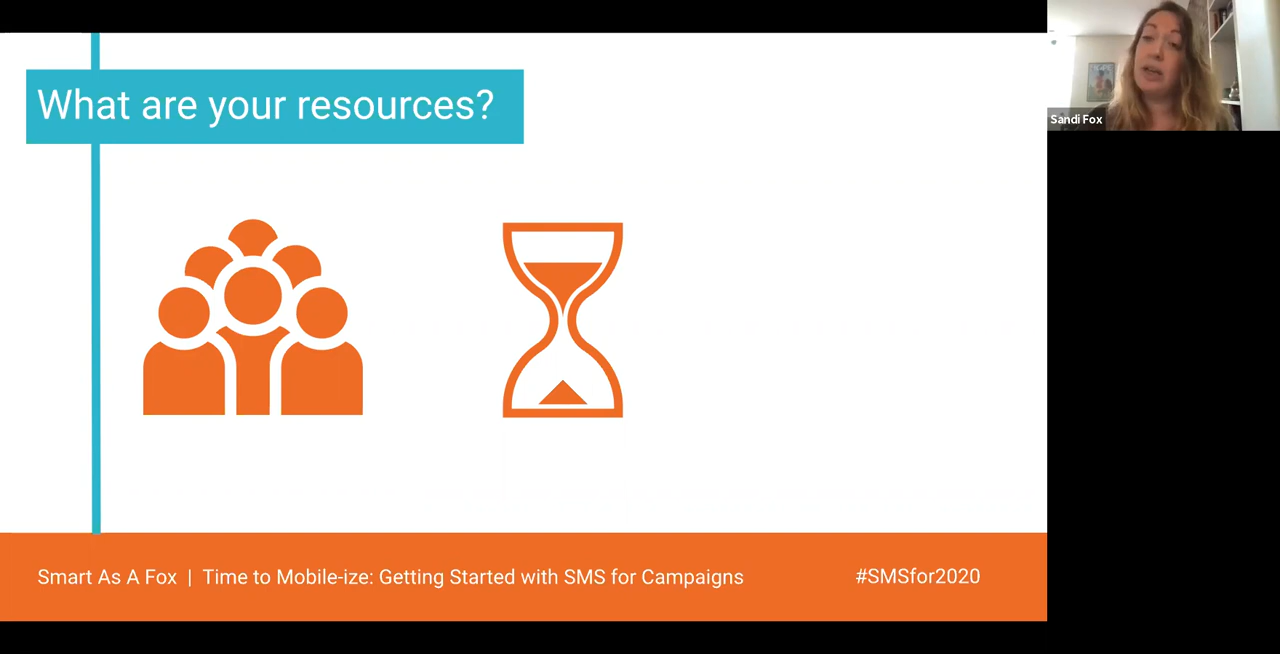 What are your resources?
Sandi Fox
Smart As A Fox | Time to Mobile-ize: Getting Started with SMS for Campaigns
#SMSfor2020